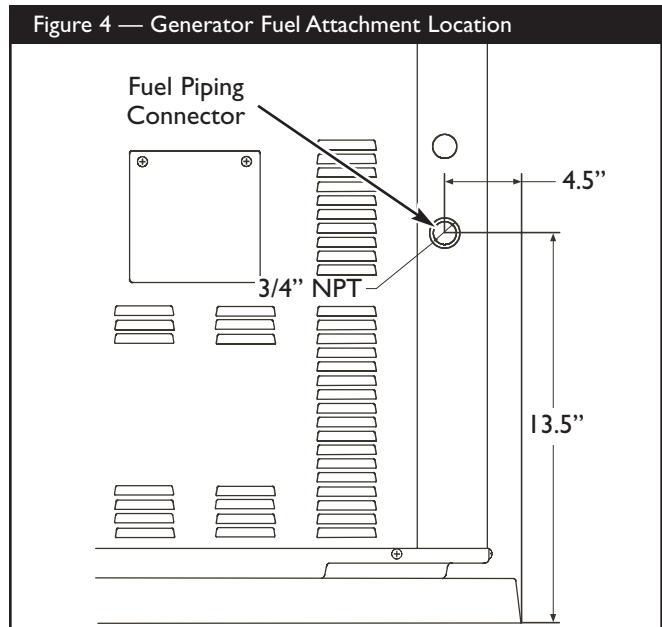 Figure 4 — Generator Fuel Attachment Location
Fuel Piping
Connector
4.5”
3/4” NPT
13.5”